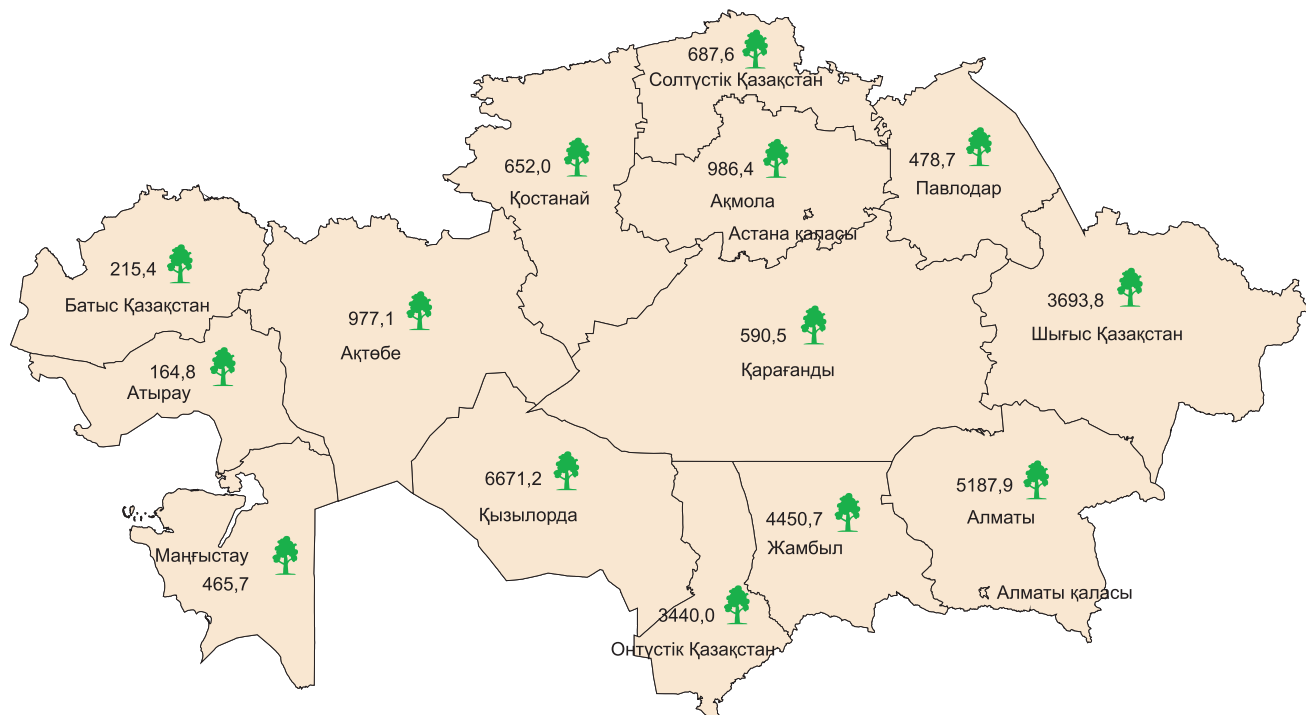 687,6
Солтүстік Қазақстан
652,0
Қостанай
986,4
Ақмола
Астана қаласы
478,7
Павлодар
215,4
Батыс Қазақстан
977,1
Ақтөбе
590,5
Қарағанды
3693,8
Шығыс Қазақстан
164,8
Атырау
6671,2
Қызылорда
4450,7
Жамбыл
5187,9
Алматы
Алматы қаласы
Маңғыстау
465,7
3440,0
Онтүстік Қазақстан